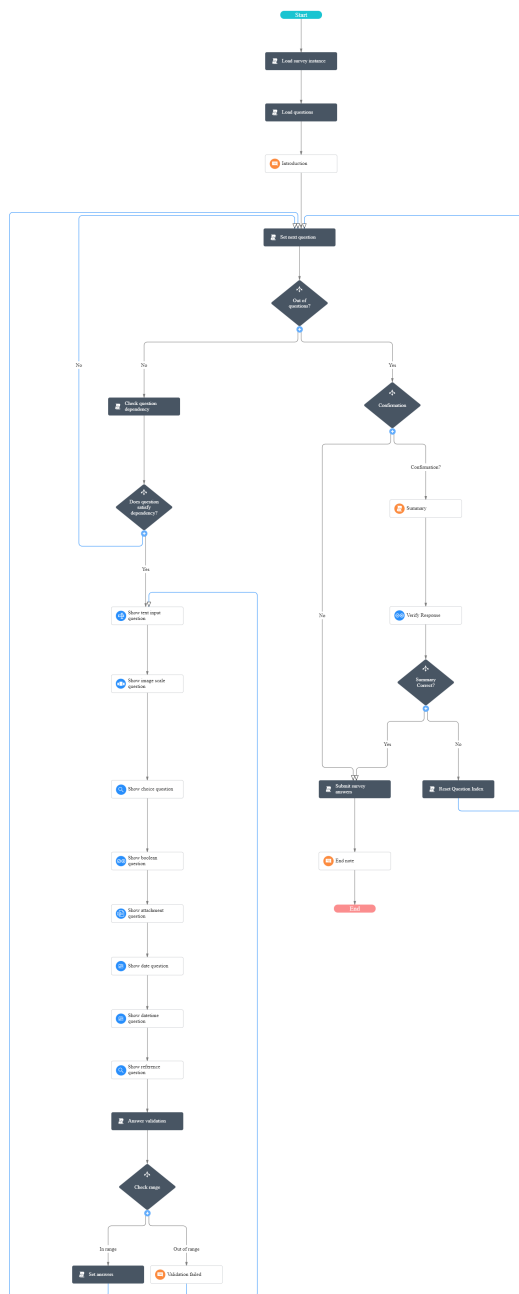 Start
Load survey instance
Load questions
Introduction
Set next question
Out of
questions?
No
No
Yes
Check question
dependency
Confirmation
Confirmation?
Does question
satisfy
dependency?
Summary
Yes
Show text input
question
No
Verify Response
Show image scale
question
Summary
Correct?
Yes
No
Show choice question
Submit survey
answers
Reset Question Index
Show boolean
question
End note
Show attachment
question
End
Show date question
Show datetime
question
Show reference
question
Answer validation
Check range
In range
Out of range
Set answers
Validation failed